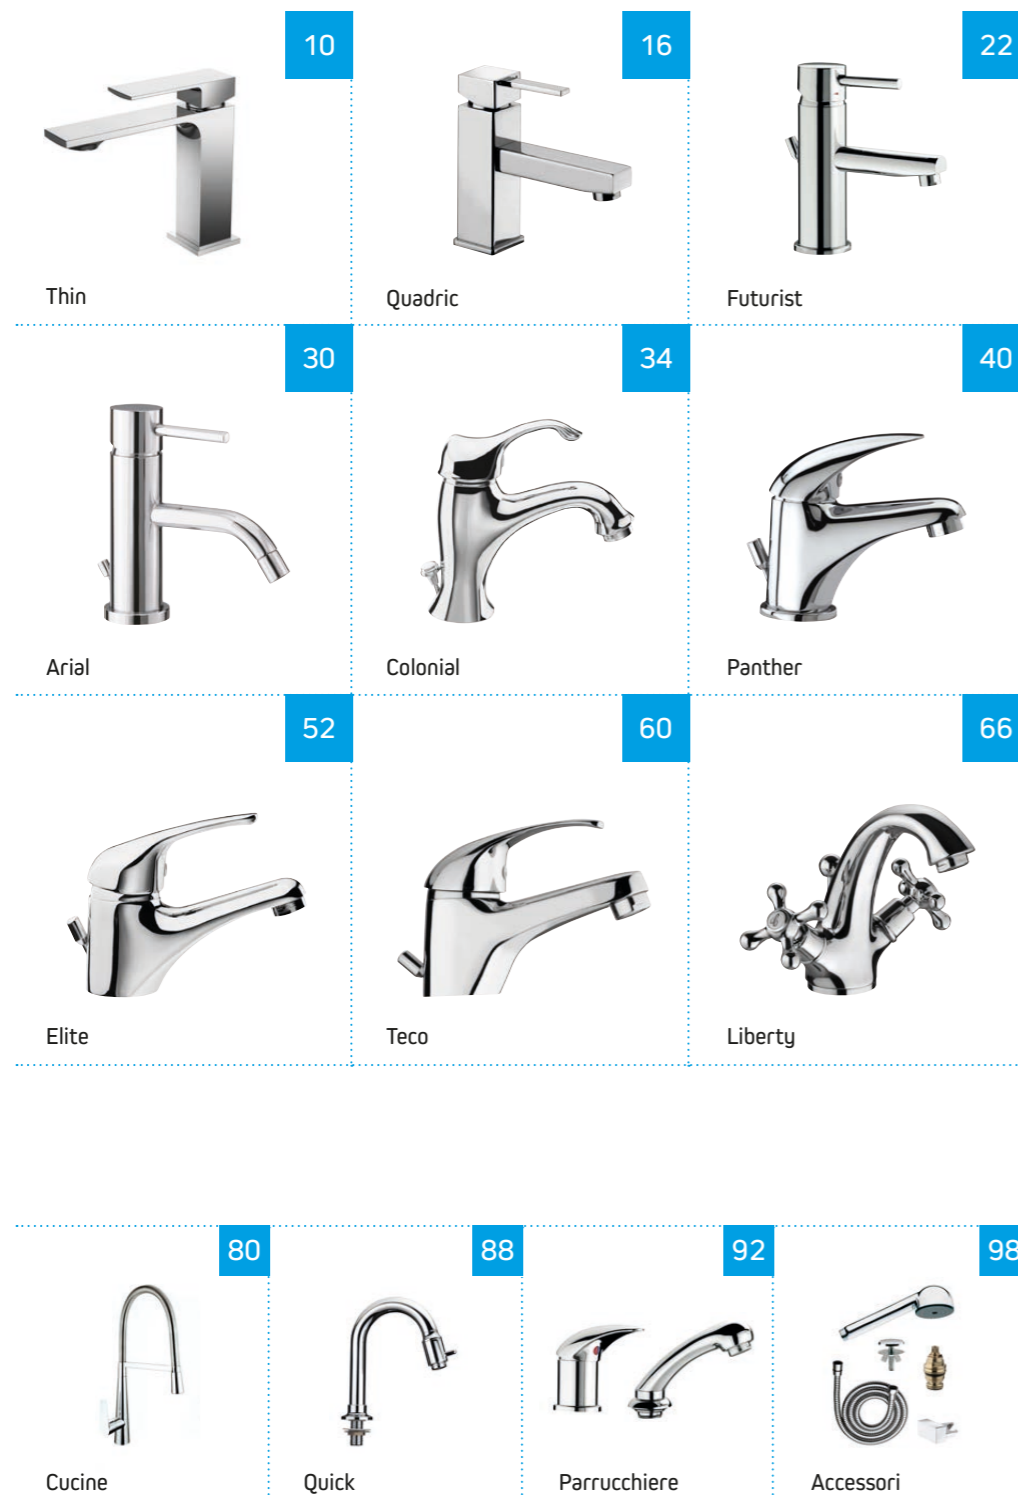 10
16
22
Thin
Quadric
Futurist
30
34
40
Arial
Colonial
Panther
52
60
66
Elite
Teco
Liberty
80
88
92
98
Cucine
Quick
Parrucchiere
Accessori